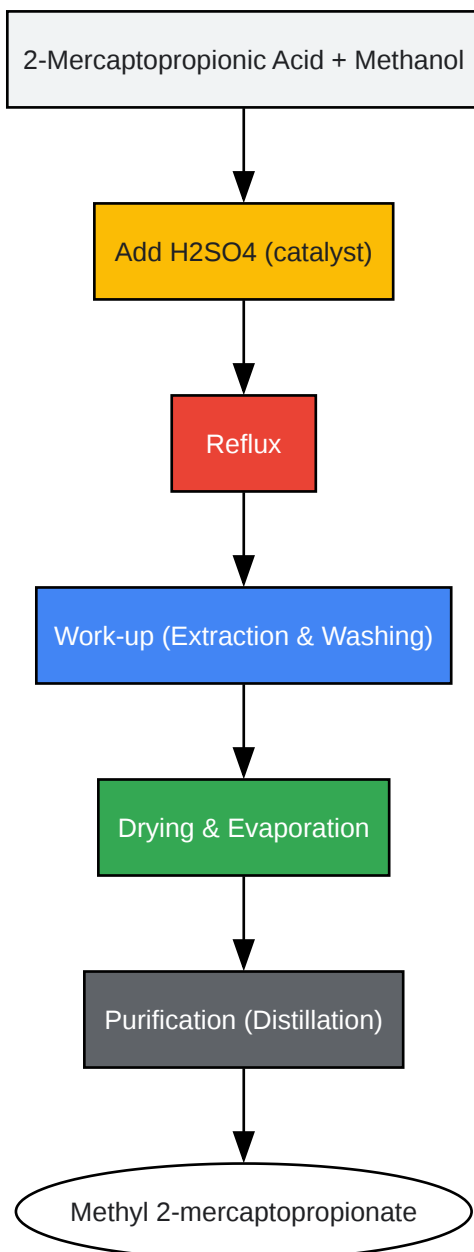 2-Mercaptopropionic Acid + Methanol
Add H2SO4 (catalyst)
Reflux
Work-up (Extraction & Washing)
Drying & Evaporation
Purification (Distillation)
Methyl 2-mercaptopropionate